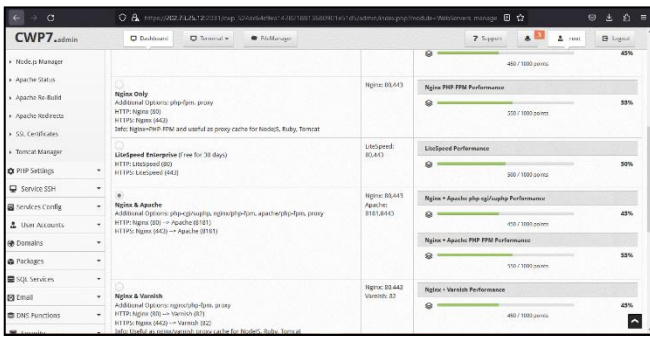 CWP7.admin
Dashboard
Terminal
FileManager
Support
3
root
Logout
Node.js Manager
Apache Status
Apache Re-Build
Apache Redirects
SSL Certificates
Tomcat Manager
PHP Settings
Service SSH
Services Config
User Accounts
Domains
Packages
SQL Services
Email
DNS Functions
45%
450 / 1000 points
Nginx Only
Additional Options: php-fpm, proxy
HTTP: Nginx (80)
HTTPS: Nginx (443)
Info: Nginx+PHP-FPM and useful as proxy cache for NodeJS, Ruby, Tomcat
Nginx: 80,443
Nginx PHP-FPM Performance
55%
550 / 1000 points
LiteSpeed Enterprise (Free for 30 days)
HTTP: LiteSpeed (80)
HTTPS: LiteSpeed (443)
LiteSpeed:
80,443
LiteSpeed Performance
50%
500 / 1000 points
Nginx & Apache
Additional Options: php-cgi/suphp, nginx/php-fpm, apache/php-fpm, proxy
HTTP: Nginx (80) --> Apache (8181)
HTTPS: Nginx (443) --> Apache (8181)
Nginx: 80,443
Apache:
8181,8443
Nginx + Apache php-cgi/suphp Performance
45%
450 / 1000 points
Nginx + Apache PHP FPM Performance
55%
550 / 1000 points
Nginx & Varnish
Additional Options: nginx/php-fpm, proxy
HTTP: Nginx (80) --> Varnish (82)
HTTPS: Nginx (443) --> Varnish (82)
Info: Useful as nginx/varnish proxy cache for NodeJS, Ruby, Tomcat
Nginx: 80,443
Varnish: 82
Nginx + Varnish Performance
45%
450 / 1000 points